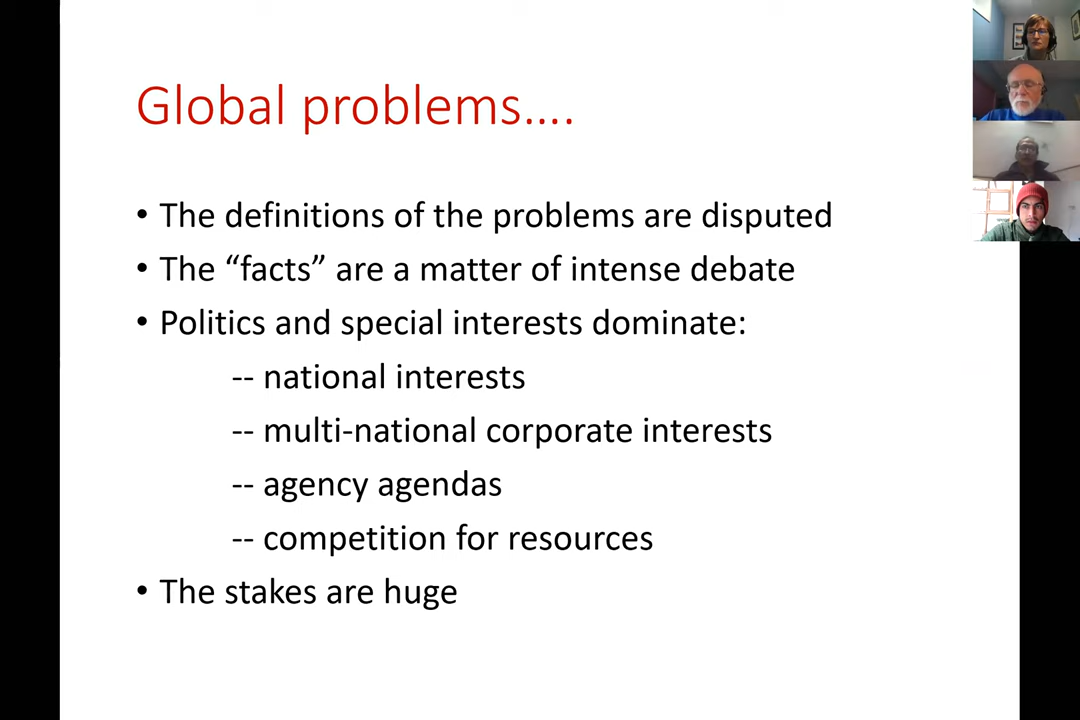 Global problems....
• The definitions of the problems are disputed
• The “facts” are a matter of intense debate
• Politics and special interests dominate:
-- national interests
-- multi-national corporate interests
-- agency agendas
-- competition for resources
• The stakes are huge